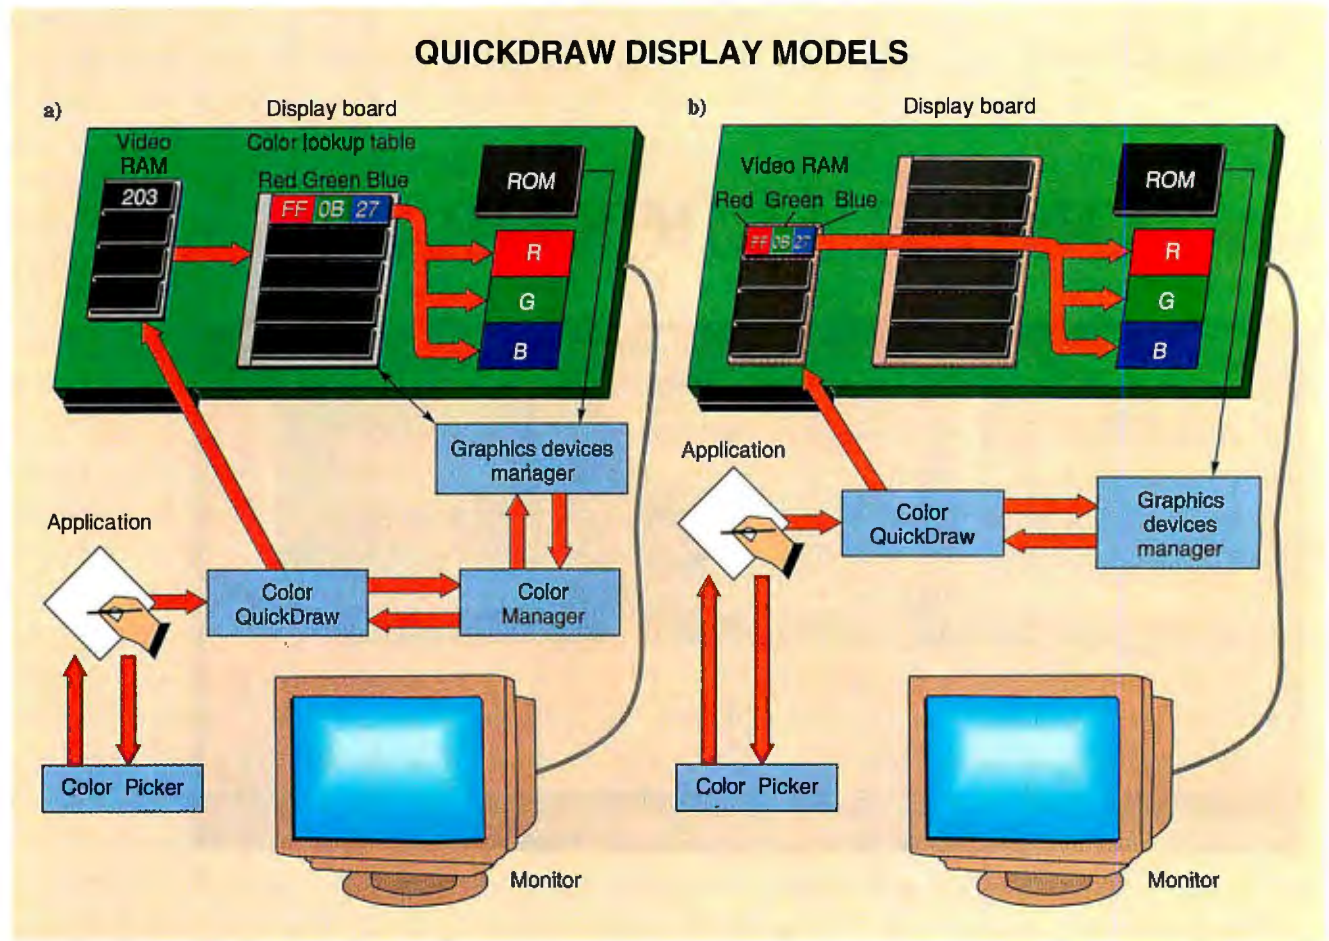 QUICKDRAW DISPLAY MODELS
a)
Display board
Video
RAM
203
Color lookup table
Red Green Blue
FF 0B 27
ROM
R
G
B
Graphics devices
manager
Application
Color
QuickDraw
Color
Manager
Color Picker
Monitor
b)
Display board
Video RAM
Red Green Blue
FF 0B 27
ROM
R
G
B
Application
Color
QuickDraw
Graphics
devices
manager
Color Picker
Monitor